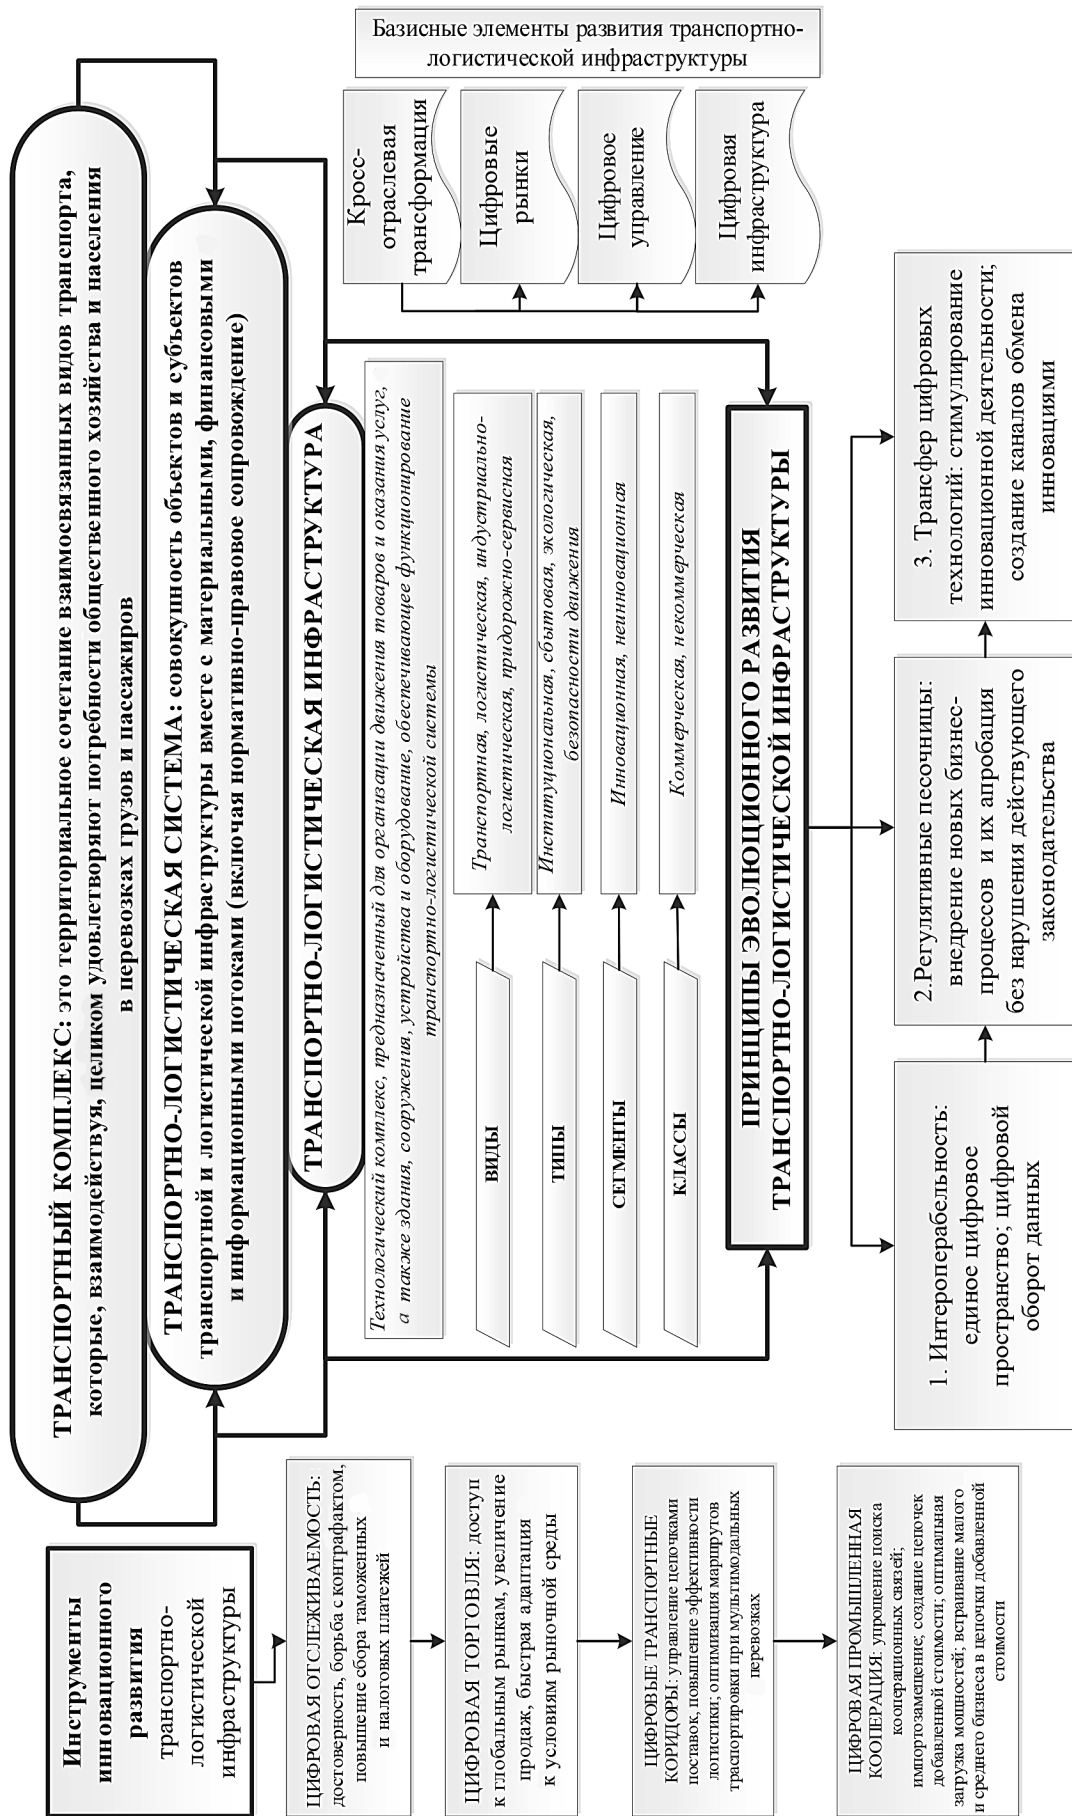 ТРАНСПОРТНЫЙ КОМПЛЕКС: это территориальное сочетание взаимосвязанных видов транспорта,
которые, взаимодействуя, целиком удовлетворяют потребности общественного хозяйства и населения
в перевозках грузов и пассажиров
ТРАНСПОРТНО-ЛОГИСТИЧЕСКАЯ СИСТЕМА: совокупность объектов и субъектов
транспортной и логистической инфраструктуры вместе с материальными, финансовыми
и информационными потоками (включая нормативно-правовое сопровождение)
ТРАНСПОРТНО-ЛОГИСТИЧЕСКАЯ ИНФРАСТРУКТУРА
Технологический комплекс, предназначенный для организации движения товаров и оказания услуг,
а также здания, сооружения, устройства и оборудование, обеспечивающее функционирование
транспортно-логистической системы
ВИДЫ
Транспортная, логистическая, индустриально-
логистическая, придорожно-сервисная
ТИПЫ
Институциональная, сбытовая, экологическая,
безопасности движения
СЕГМЕНТЫ
Инновационная, неинновационная
КЛАССЫ
Коммерческая, некоммерческая
ПРИНЦИПЫ ЭВОЛЮЦИОННОГО РАЗВИТИЯ
ТРАНСПОРТНО-ЛОГИСТИЧЕСКОЙ ИНФРАСТРУКТУРЫ
1. Интероперабельность:
единое цифровое
пространство; цифровой
оборот данных
2.Регулятивные песочницы:
внедрение новых бизнес-
процессов и их апробация
без нарушения действующего
законодательства
3. Трансфер цифровых
технологий: стимулирование
инновационной деятельности;
создание каналов обмена
инновациями
Инструменты
инновационного
развития
транспортно-
логистической
инфраструктуры
ЦИФРОВАЯ ОТСЛЕЖИВАЕМОСТЬ:
достоверность, борьба с контрафактом,
повышение сбора таможенных
и налоговых платежей
ЦИФРОВАЯ ТОРГОВЛЯ: доступ
к глобальным рынкам, увеличение
продаж, быстрая адаптация
к условиям рыночной среды
ЦИФРОВЫЕ ТРАНСПОРТНЫЕ
КОРИДОРЫ: управление цепочками
поставок, повышение эффективности
логистики; оптимизация маршрутов
траспортировки при мультимодальных
перевозках
ЦИФРОВАЯ ПРОМЫШЛЕННАЯ
КООПЕРАЦИЯ: упрощение поиска
кооперационных связей;
импортозамещение; создание цепочек
добавленной стоимости; оптимальная
загрузка мощностей; встраивание малого
и среднего бизнеса в цепочки добавленной
стоимости
Базисные элементы развития транспортно-
логистической инфраструктуры
Кросс-
отраслевая
трансформация
Цифровые
рынки
Цифровое
управление
Цифровая
инфраструктура